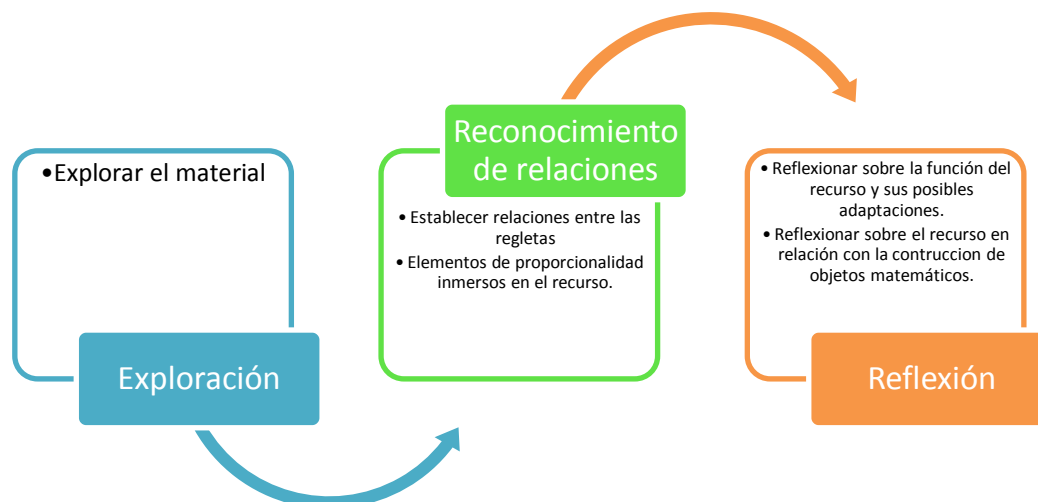 •Explorar el material
Exploración
Reconocimiento
de relaciones
• Establecer relaciones entre las
regletas
• Elementos de proporcionalidad
inmersos en el recurso.
• Reflexionar sobre la función del
recurso y sus posibles
adaptaciones.
• Reflexionar sobre el recurso en
relación con la contruccion de
objetos matemáticos.
Reflexión